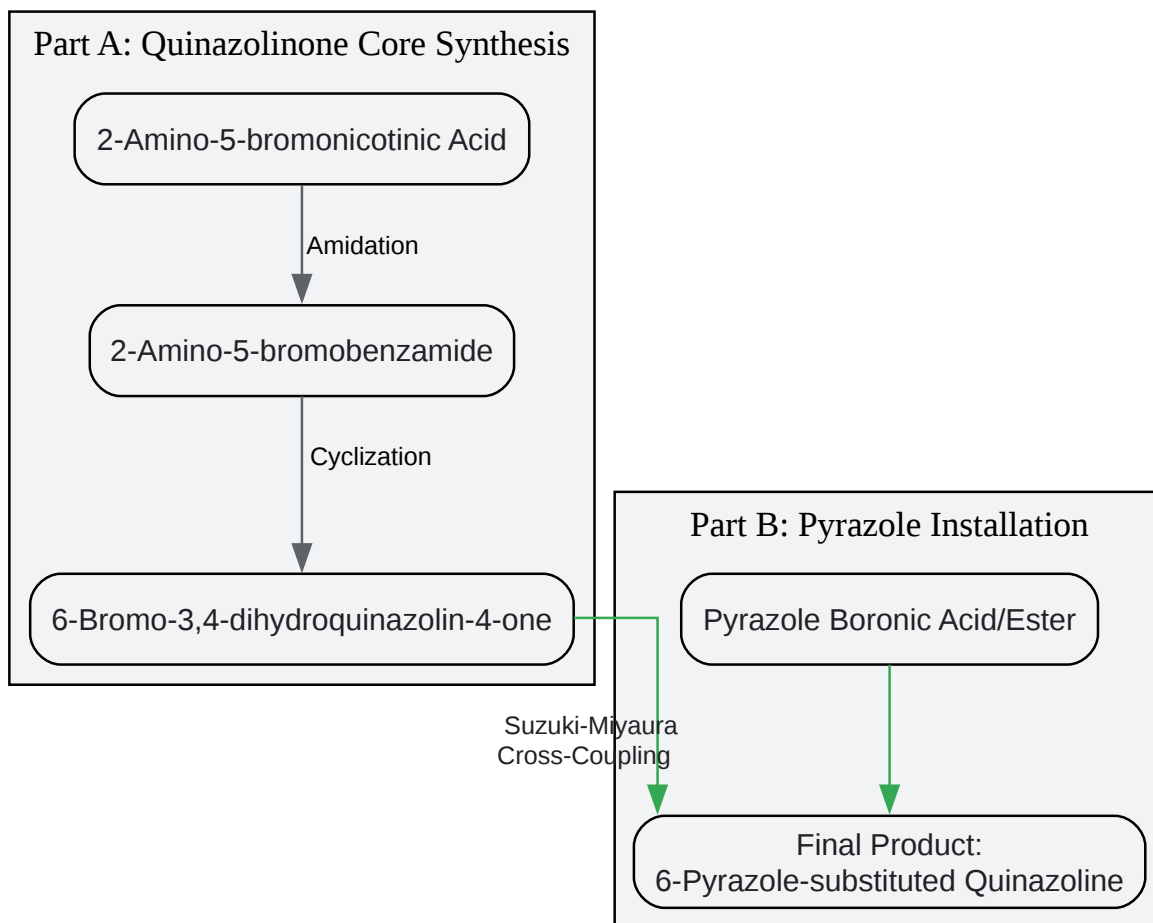 Part A: Quinazolinone Core Synthesis
2-Amino-5-bromonicotinic Acid
Amidation
2-Amino-5-bromobenzamide
Cyclization
6-Bromo-3,4-dihydroquinazolin-4-one
Part B: Pyrazole Installation
Pyrazole Boronic Acid/Ester
Suzuki-Miyaura
Cross-Coupling
Final Product:
6-Pyrazole-substituted Quinazoline